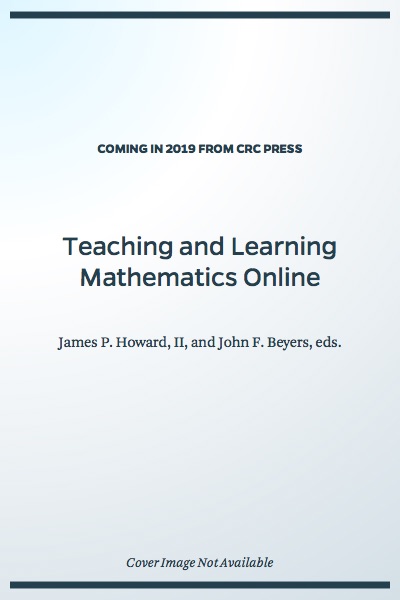 COMING IN 2019 FROM CRC PRESS
Teaching and Learning
Mathematics Online
James P. Howard, II, and John F. Beyers, eds.
Cover Image Not Available